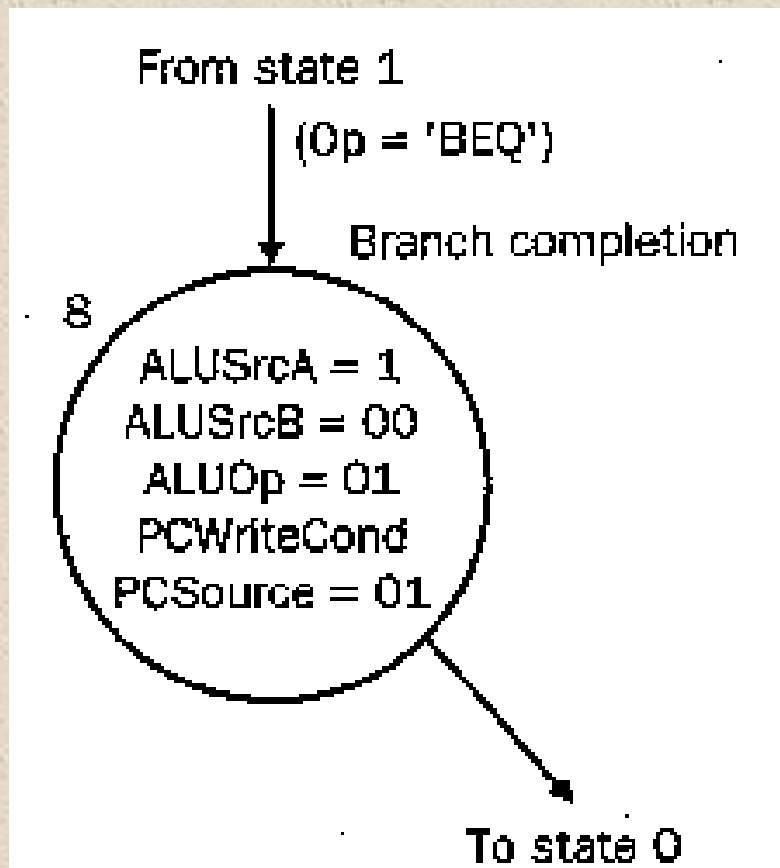 From state 1
(Op = 'BEQ')
Branch completion
8
ALUSrcA = 1
ALUSrcB = 00
ALUOp = 01
PCWriteCond
PCSource = 01
To state 0